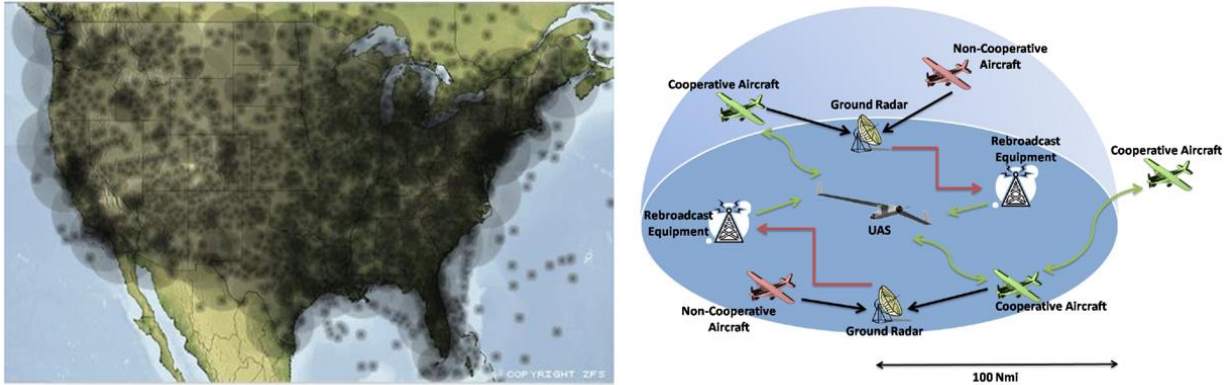 COPYRIGHT ZFS
Non-Cooperative
Aircraft
Cooperative Aircraft
Ground Radar
Rebroadcast
Equipment
Cooperative Aircraft
Rebroadcast
Equipment
UAS
Non-Cooperative
Aircraft
Ground Radar
Cooperative Aircraft
100 Nmi